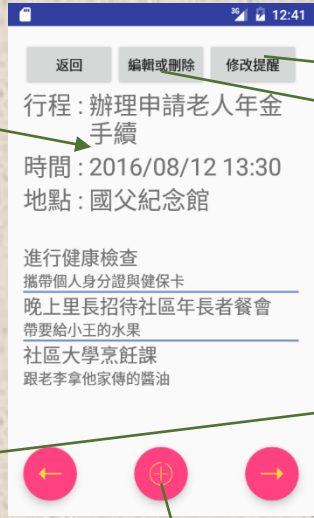 3G 12:41
返回 編輯或刪除 修改提醒
行程 : 辦理申請老人年金
手續
時間 : 2016/08/12 13:30
地點 : 國父紀念館
進行健康檢查
攜帶個人身分證與健保卡
晚上里長招待社區年長者餐會
帶要給小王的水果
社區大學烹飪課
跟老李拿他家傳的醬油